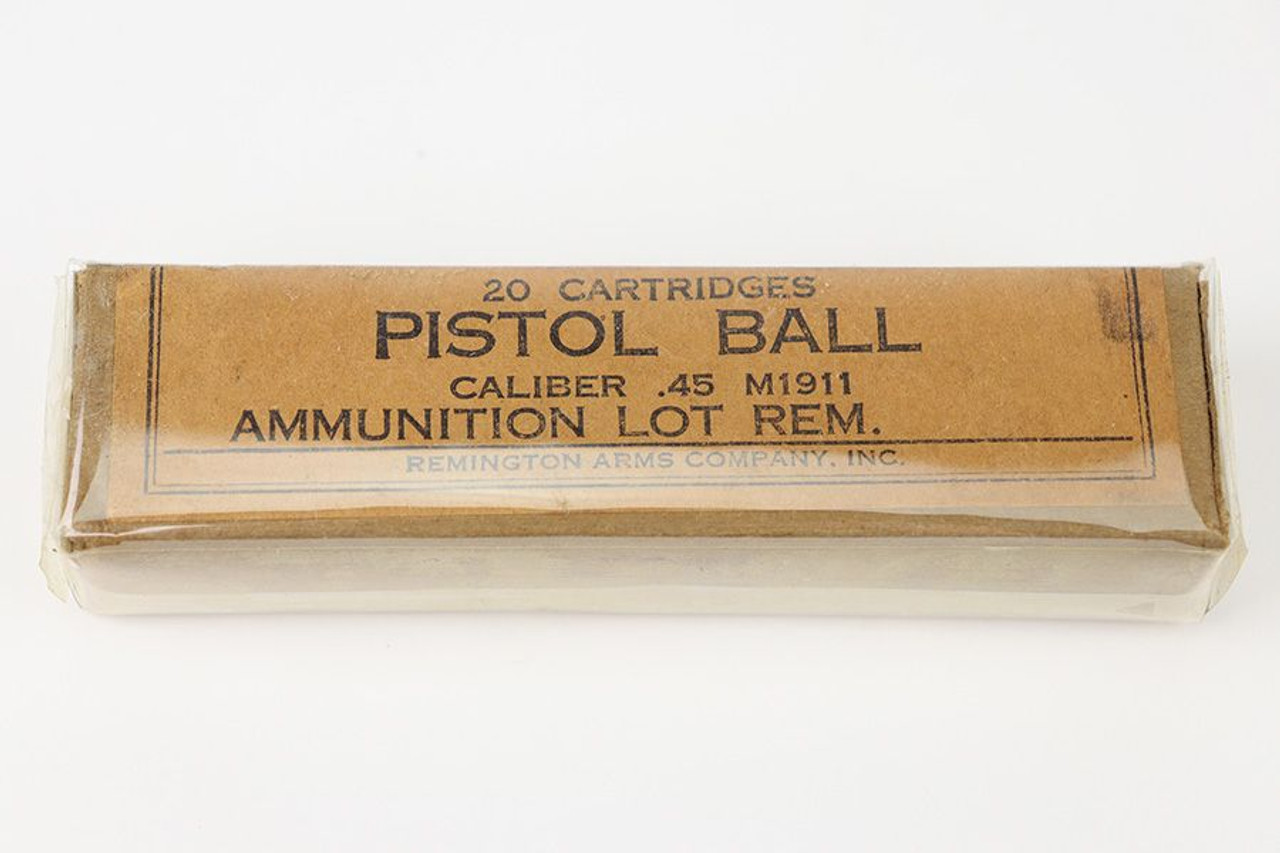 20 CARTRIDGES
PISTOL BALL
CALIBER .45 M1911
AMMUNITION LOT REM.
REMINGTON ARMS COMPANY, INC.